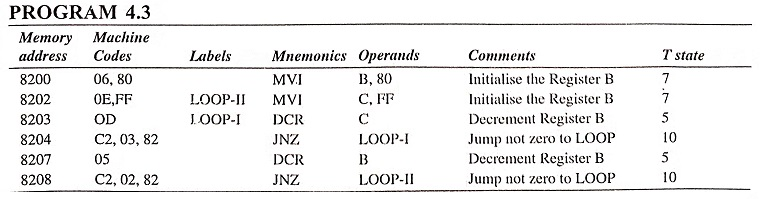 PROGRAM 4.3
Memory address Machine Codes Labels Mnemonics Operands Comments T state
8200 06, 80 MVI B, 80 Initialise the Register B 7
8202 0E,FF LOOP-II MVI C, FF Initialise the Register B 7
8203 OD LOOP-I DCR C Decrement Register B 5
8204 C2, 03, 82 JNZ LOOP-I Jump not zero to LOOP 10
8207 05 DCR B Decrement Register B 5
8208 C2, 02, 82 JNZ LOOP-II Jump not zero to LOOP 10